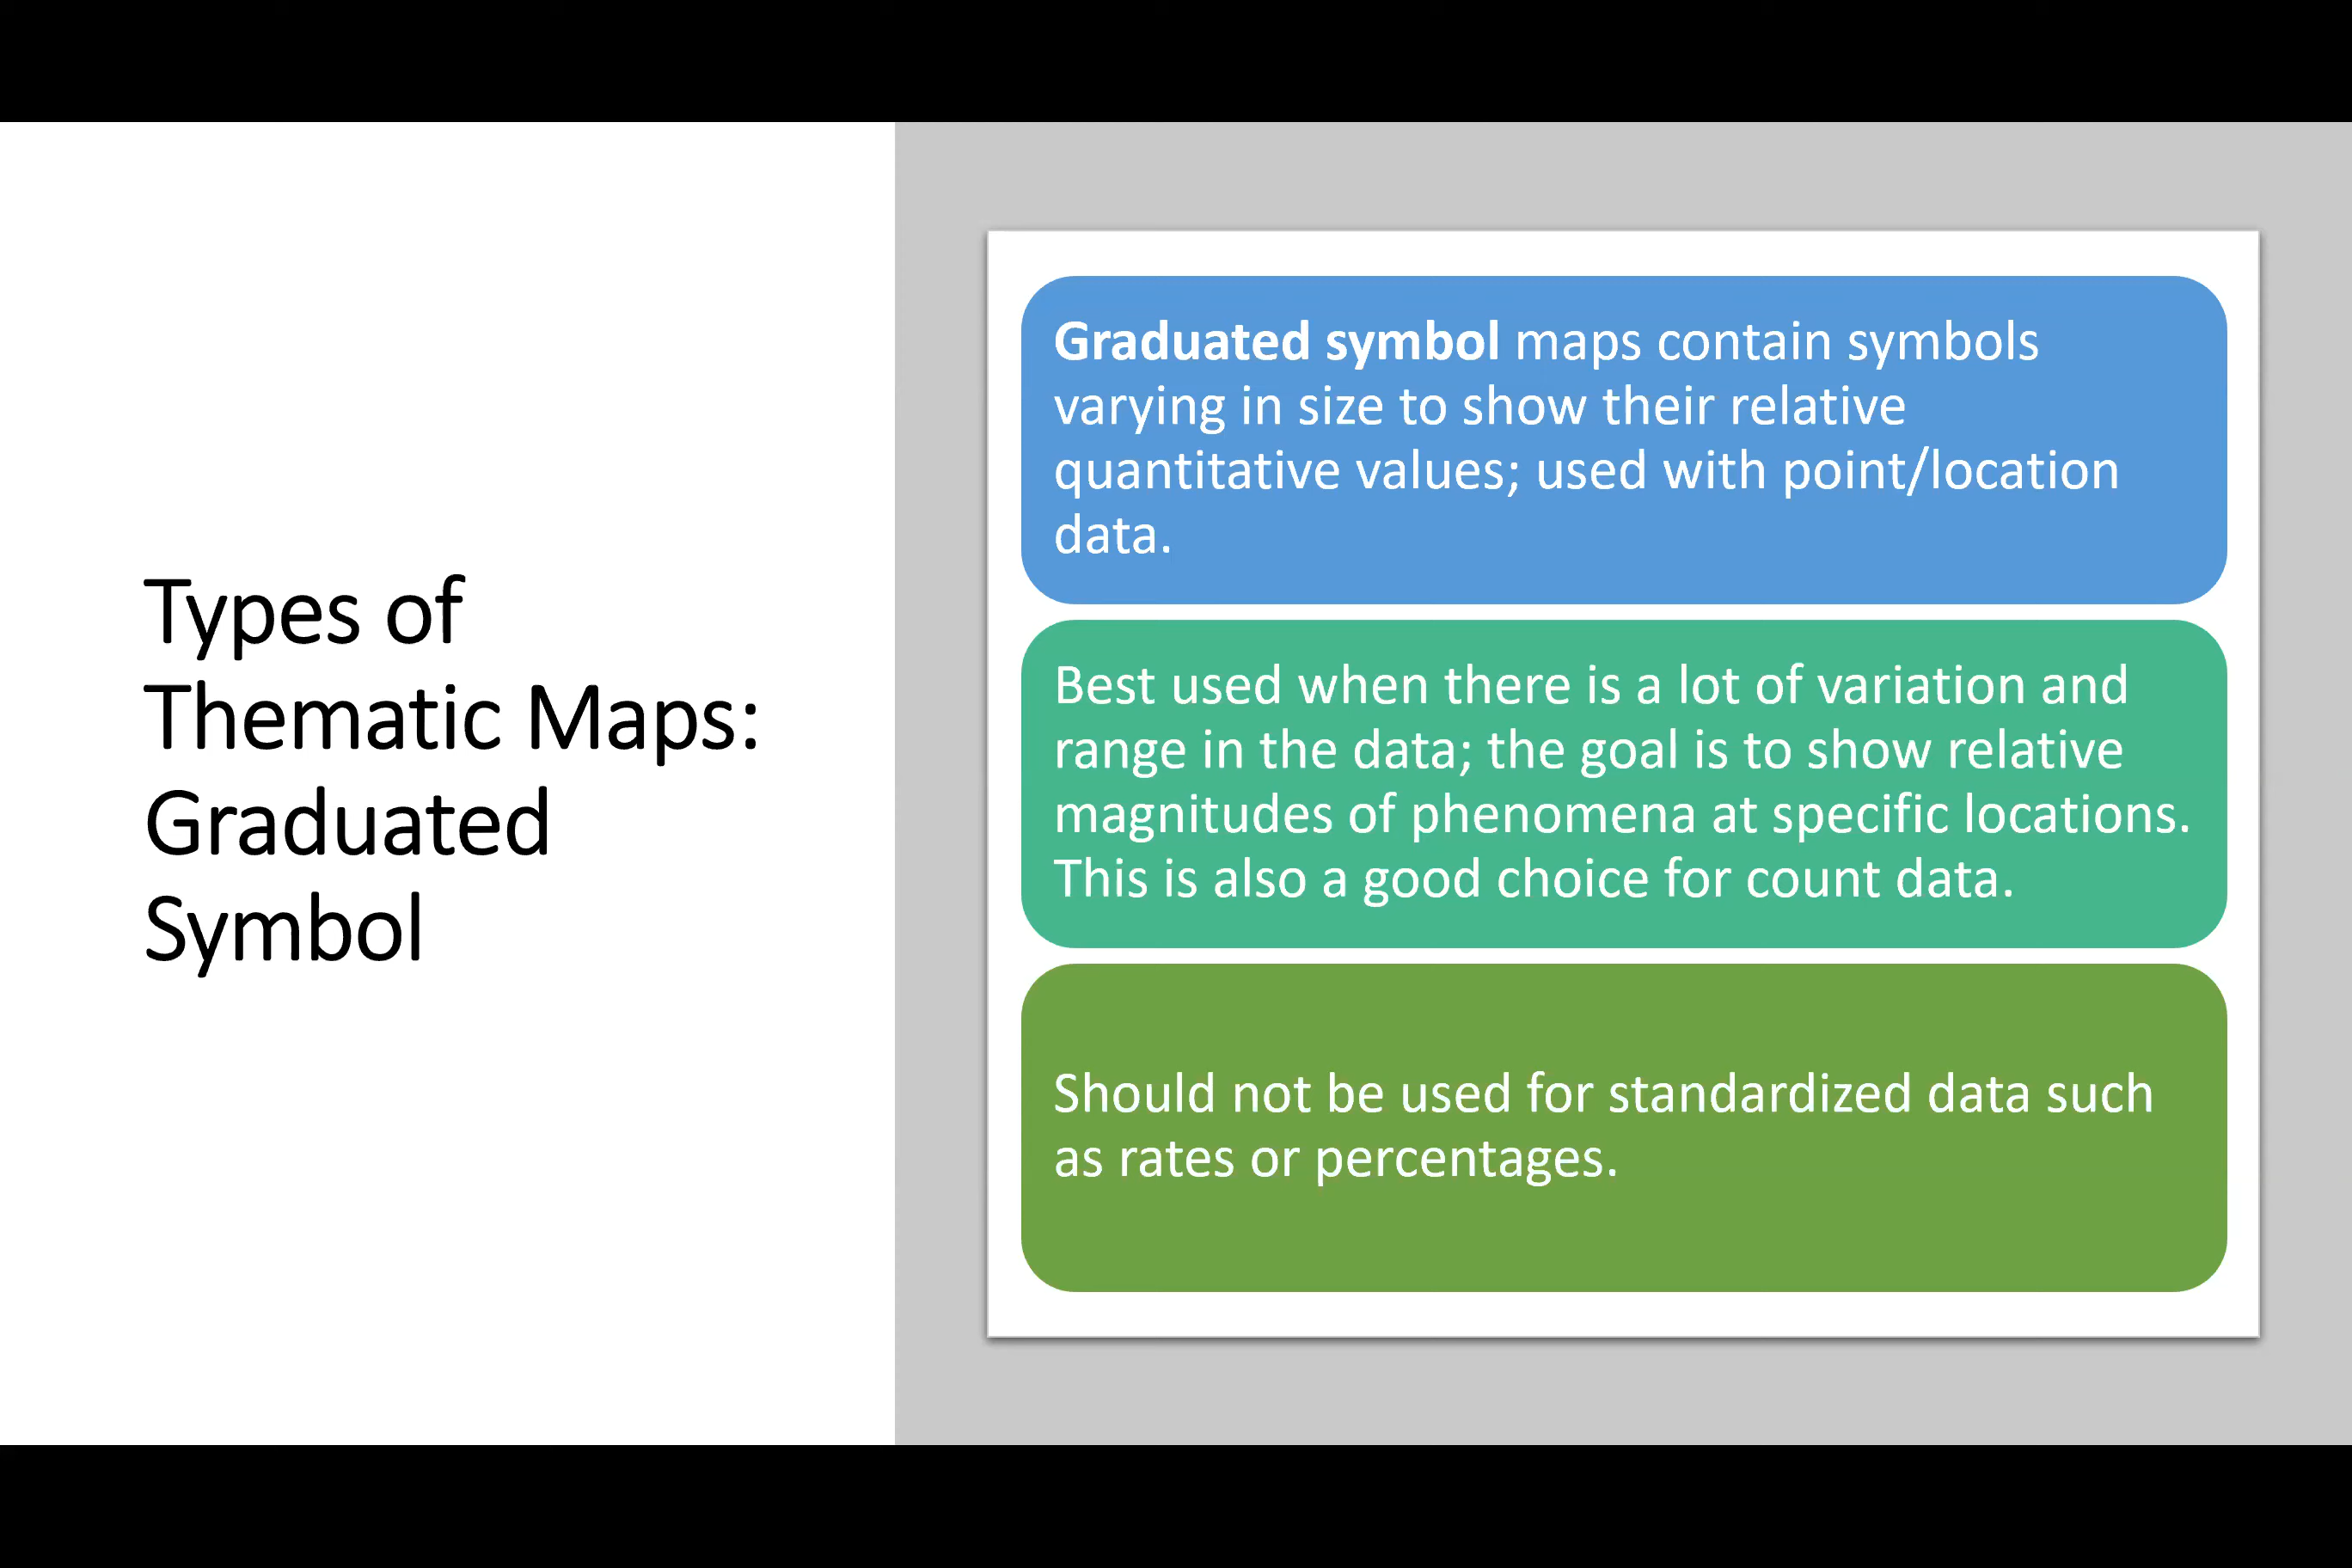 Types of
Thematic Maps:
Graduated
Symbol
Graduated symbol maps contain symbols
varying in size to show their relative
quantitative values; used with point/location
data.
Best used when there is a lot of variation and
range in the data; the goal is to show relative
magnitudes of phenomena at specific locations.
This is also a good choice for count data.
Should not be used for standardized data such
as rates or percentages.